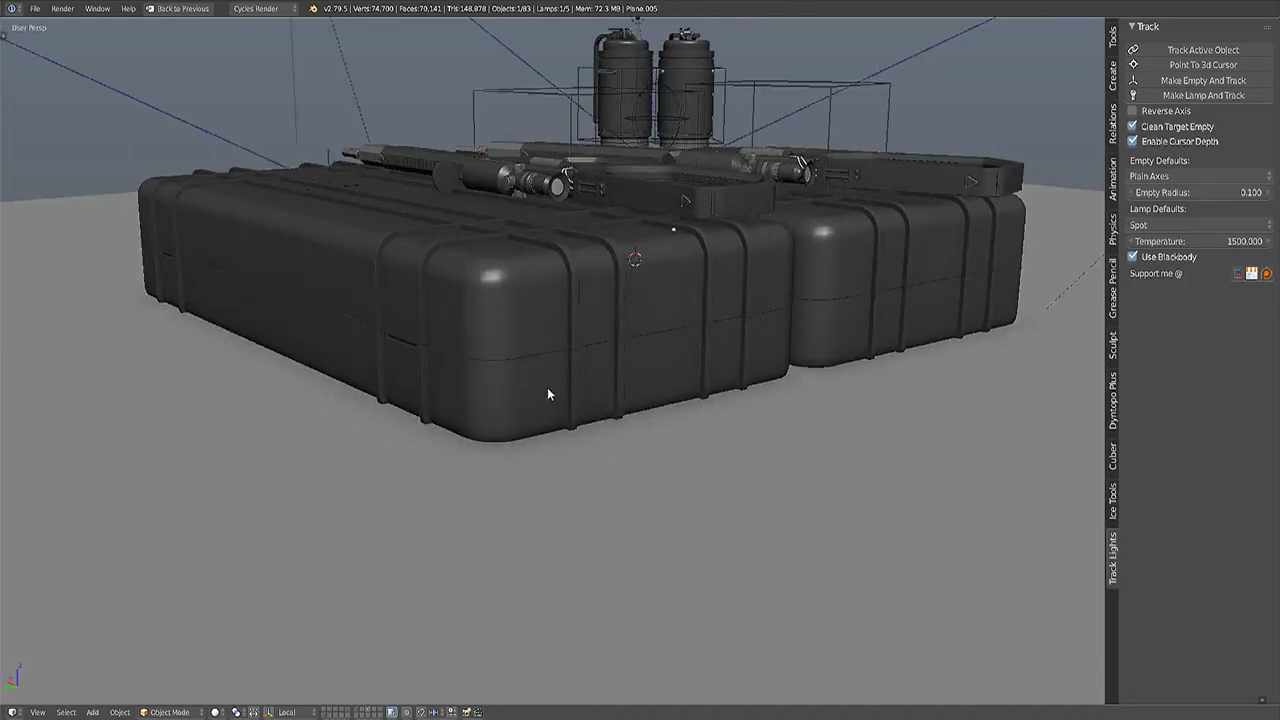 File Render Window Help Back to Previous Cycles Render v2.79.5 | Verts:74,700 | Faces:70,141 | Tris:148,878 | Objects:1/83 | Lamps:1/5 | Mem: 72.3 MB | Plane.005
User Persp
Track
Track Active Object
Point To 3d Cursor
Make Empty And Track
Make Lamp And Track
Reverse Axis
Clean Target Empty
Enable Cursor Depth
Empty Defaults:
Plain Axes
Empty Radius: 0.100
Lamp Defaults:
Spot
Temperature: 1500.000
Use Blackbody
Support me @
Tools
Create
Relations
Animation
Physics
Grease Pencil
Sculpt
Dyntopo Plus
Cuber
Ice Tools
Track Lights
View Select Add Object Object Mode Local